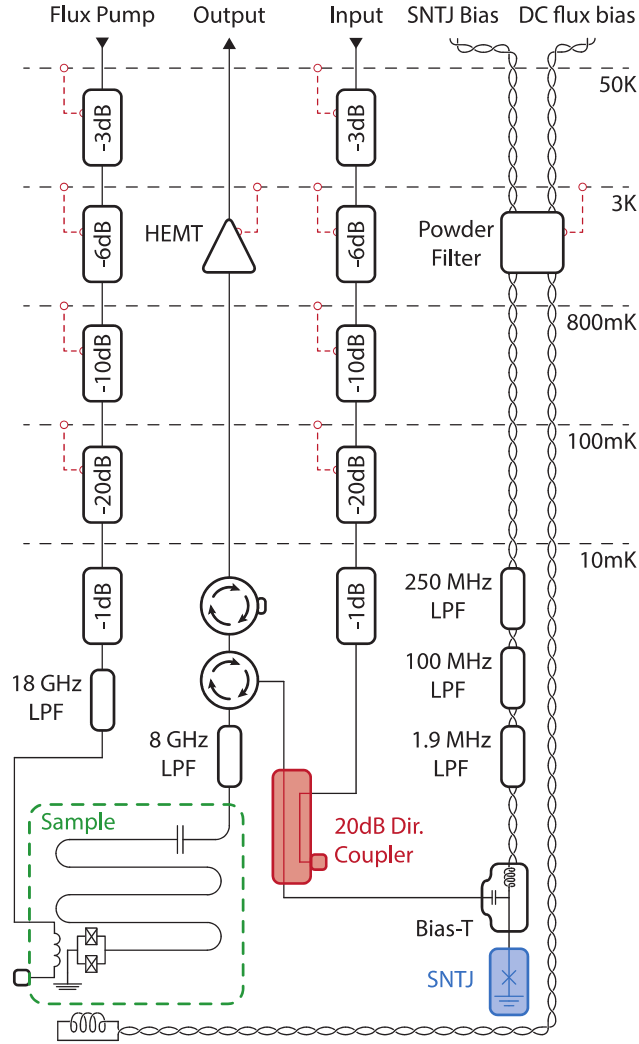 Flux Pump
Output
Input
SNTJ Bias
DC flux bias
50K
-3dB
-3dB
3K
-6dB
HEMT
-6dB
Powder
Filter
800mK
-10dB
-10dB
100mK
-20dB
-20dB
10mK
-1dB
-1dB
250 MHz
LPF
18 GHz
LPF
100 MHz
LPF
8 GHz
LPF
1.9 MHz
LPF
Sample
20dB Dir.
Coupler
Bias-T
SNTJ